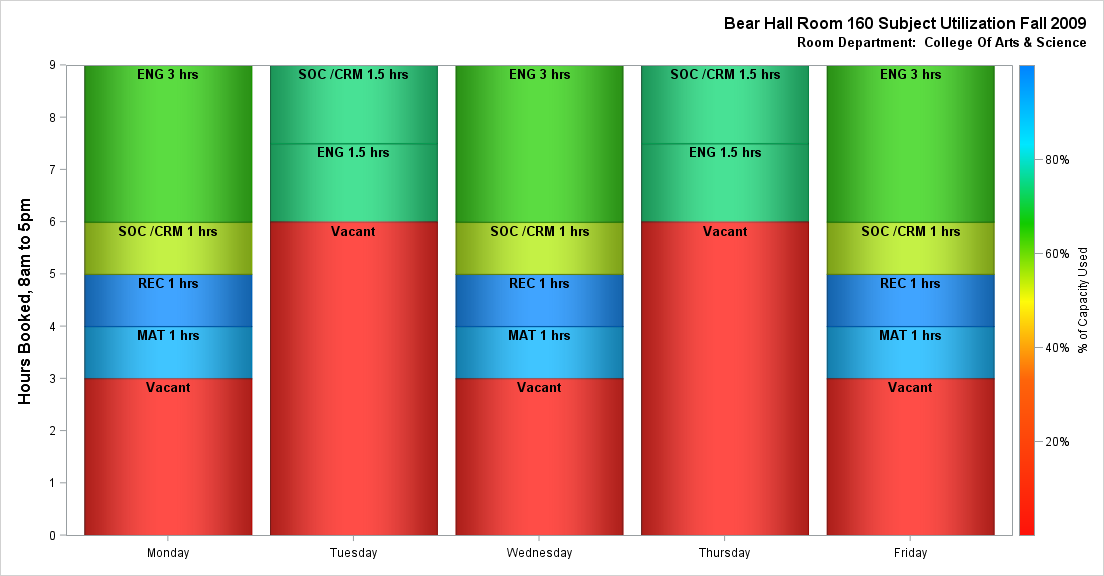 Bear Hall Room 160 Subject Utilization Fall 2009
Room Department:  College Of Arts & Science
Hours Booked, 8am to 5pm
9
8
7
6
5
4
3
2
1
0
ENG 3 hrs
SOC /CRM 1 hrs
REC 1 hrs
MAT 1 hrs
Vacant
Monday
SOC /CRM 1.5 hrs
ENG 1.5 hrs
Vacant
Tuesday
ENG 3 hrs
SOC /CRM 1 hrs
REC 1 hrs
MAT 1 hrs
Vacant
Wednesday
SOC /CRM 1.5 hrs
ENG 1.5 hrs
Vacant
Thursday
ENG 3 hrs
SOC /CRM 1 hrs
REC 1 hrs
MAT 1 hrs
Vacant
Friday
80%
60%
40%
20%
% of Capacity Used